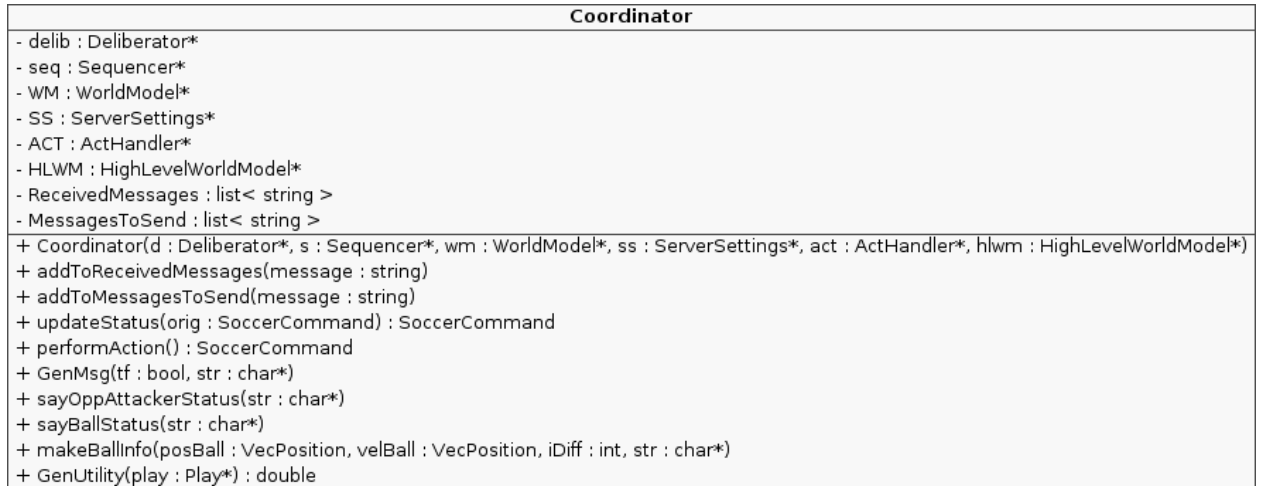 Coordinator
- delib : Deliberator*
- seq : Sequencer*
- WM : WorldModel*
- SS : ServerSettings*
- ACT : ActHandler*
- HLWM : HighLevelWorldModel*
- ReceivedMessages : list< string >
- MessagesToSend : list< string >
+ Coordinator(d : Deliberator*, s : Sequencer*, wm : WorldModel*, ss : ServerSettings*, act : ActHandler*, hlwm : HighLevelWorldModel*)
+ addToReceivedMessages(message : string)
+ addToMessagesToSend(message : string)
+ updateStatus(orig : SoccerCommand) : SoccerCommand
+ performAction() : SoccerCommand
+ GenMsg(tf : bool, str : char*)
+ sayOppAttackerStatus(str : char*)
+ sayBallStatus(str : char*)
+ makeBallInfo(posBall : VecPosition, velBall : VecPosition, iDiff : int, str : char*)
+ GenUtility(play : Play*) : double